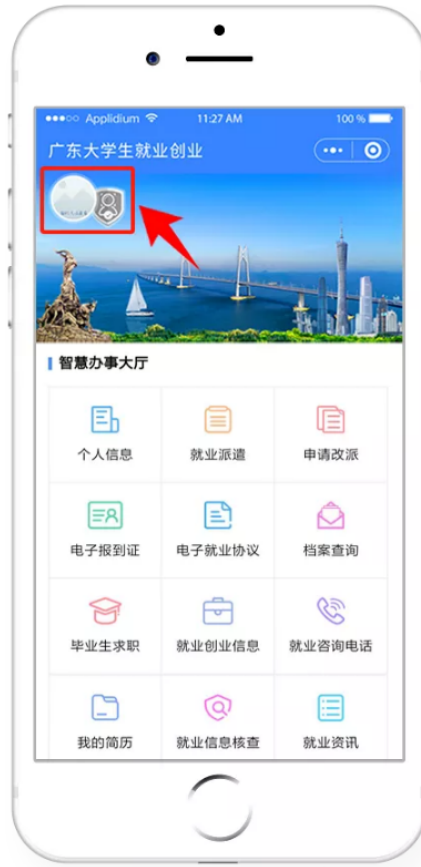 Applidium 11:27 AM 100 %
广东大学生就业创业
智慧办事大厅
个人信息 就业派遣 申请改派
电子报到证 电子就业协议 档案查询
毕业生求职 就业创业信息 就业咨询电话
我的简历 就业信息核查 就业资讯